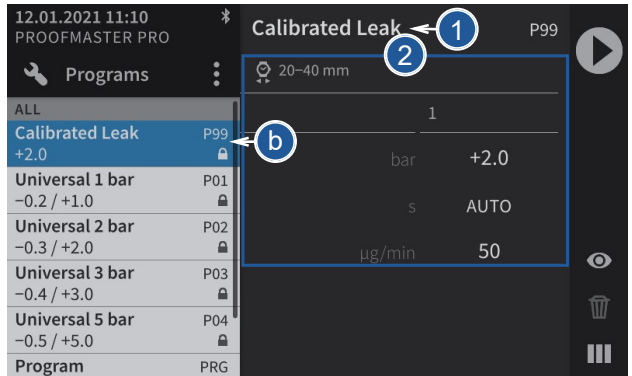 12.01.2021 11:10
PROOFMASTER PRO
Programs
ALL
Calibrated Leak P99
+2.0
Universal 1 bar P01
−0.2 / +1.0
Universal 2 bar P02
−0.3 / +2.0
Universal 3 bar P03
−0.4 / +3.0
Universal 5 bar P04
−0.5 / +5.0
Program PRG
b
Calibrated Leak 1 P99
2
20–40 mm
1
bar +2.0
s AUTO
µg/min 50